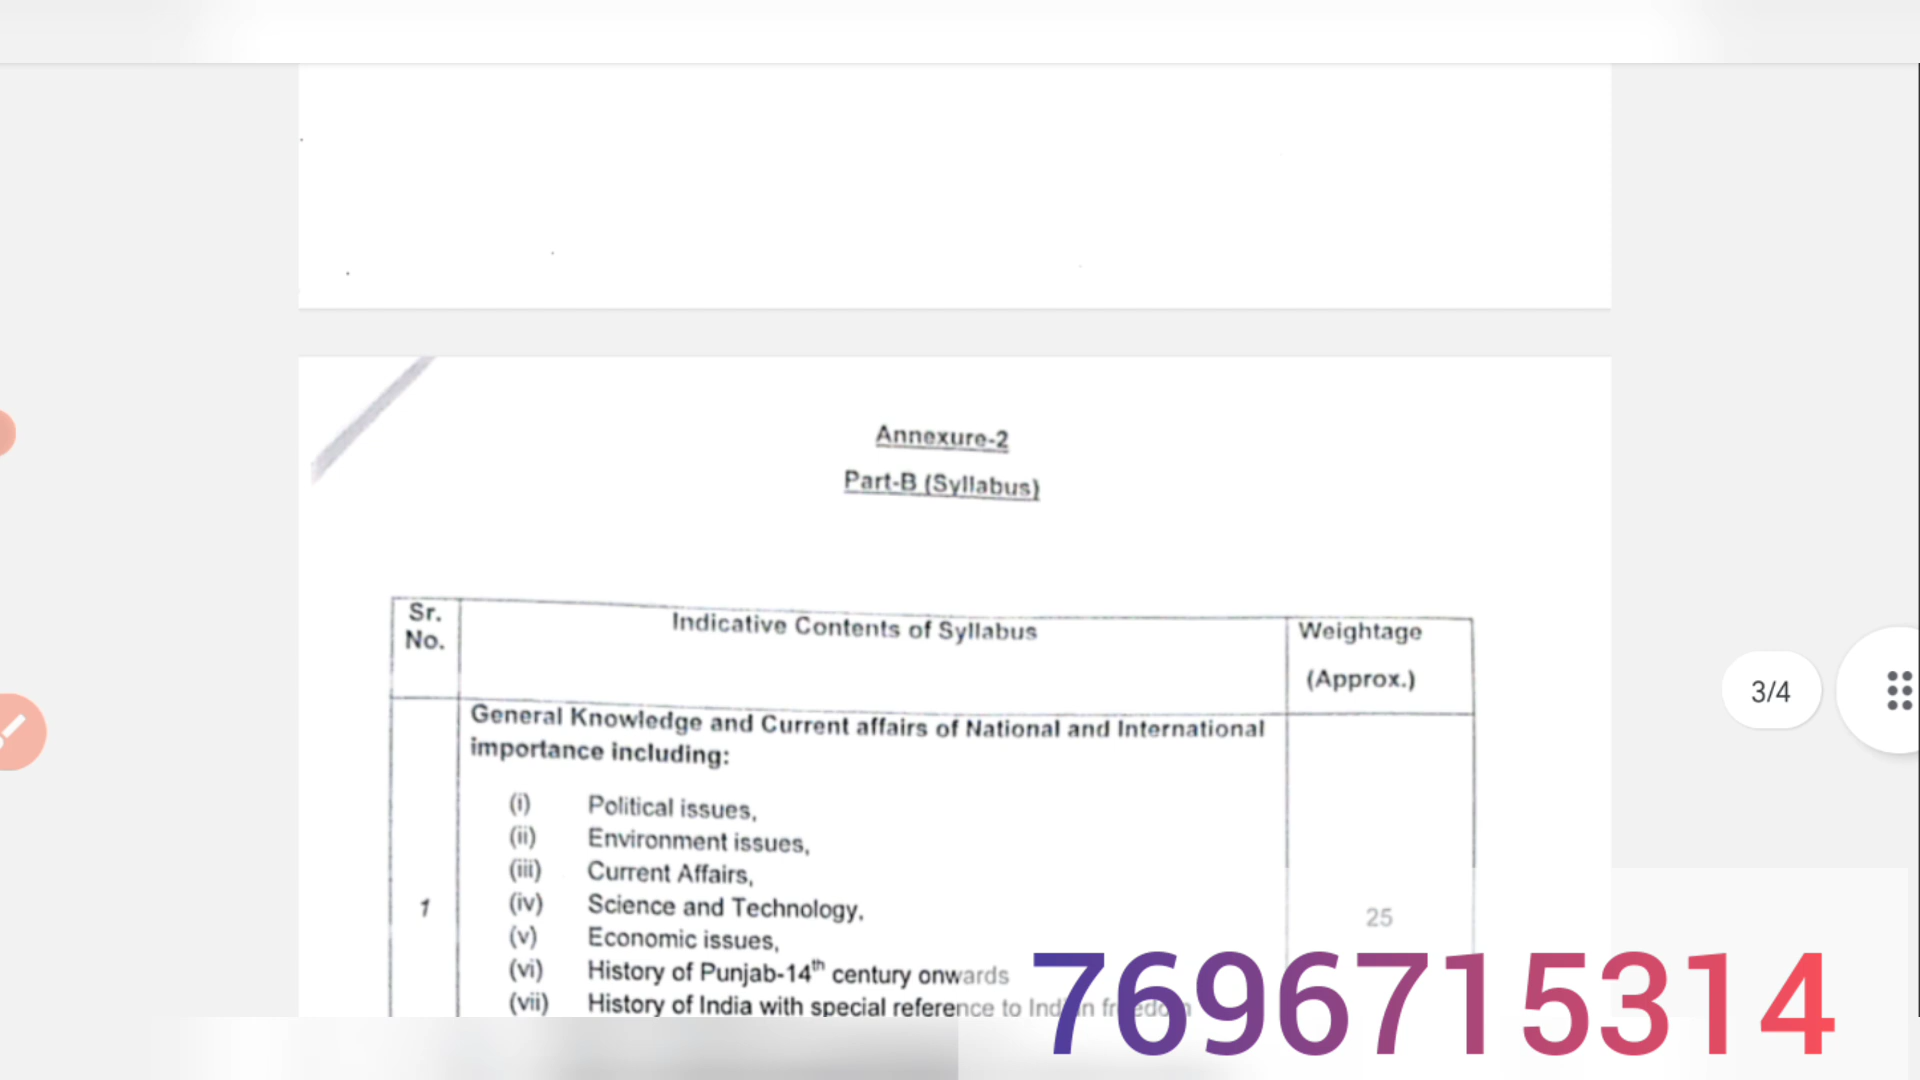 Annexure-2
Part-B (Syllabus)
Sr. No.
Indicative Contents of Syllabus
Weightage (Approx.)
General Knowledge and Current affairs of National and International
importance including:
(i) Political issues,
(ii) Environment issues,
(iii) Current Affairs,
1
(iv) Science and Technology,
25
(v) Economic issues,
(vi) History of Punjab-14th century onwards
(vii) History of India with special reference to Indian freedom
3/4
7696715314